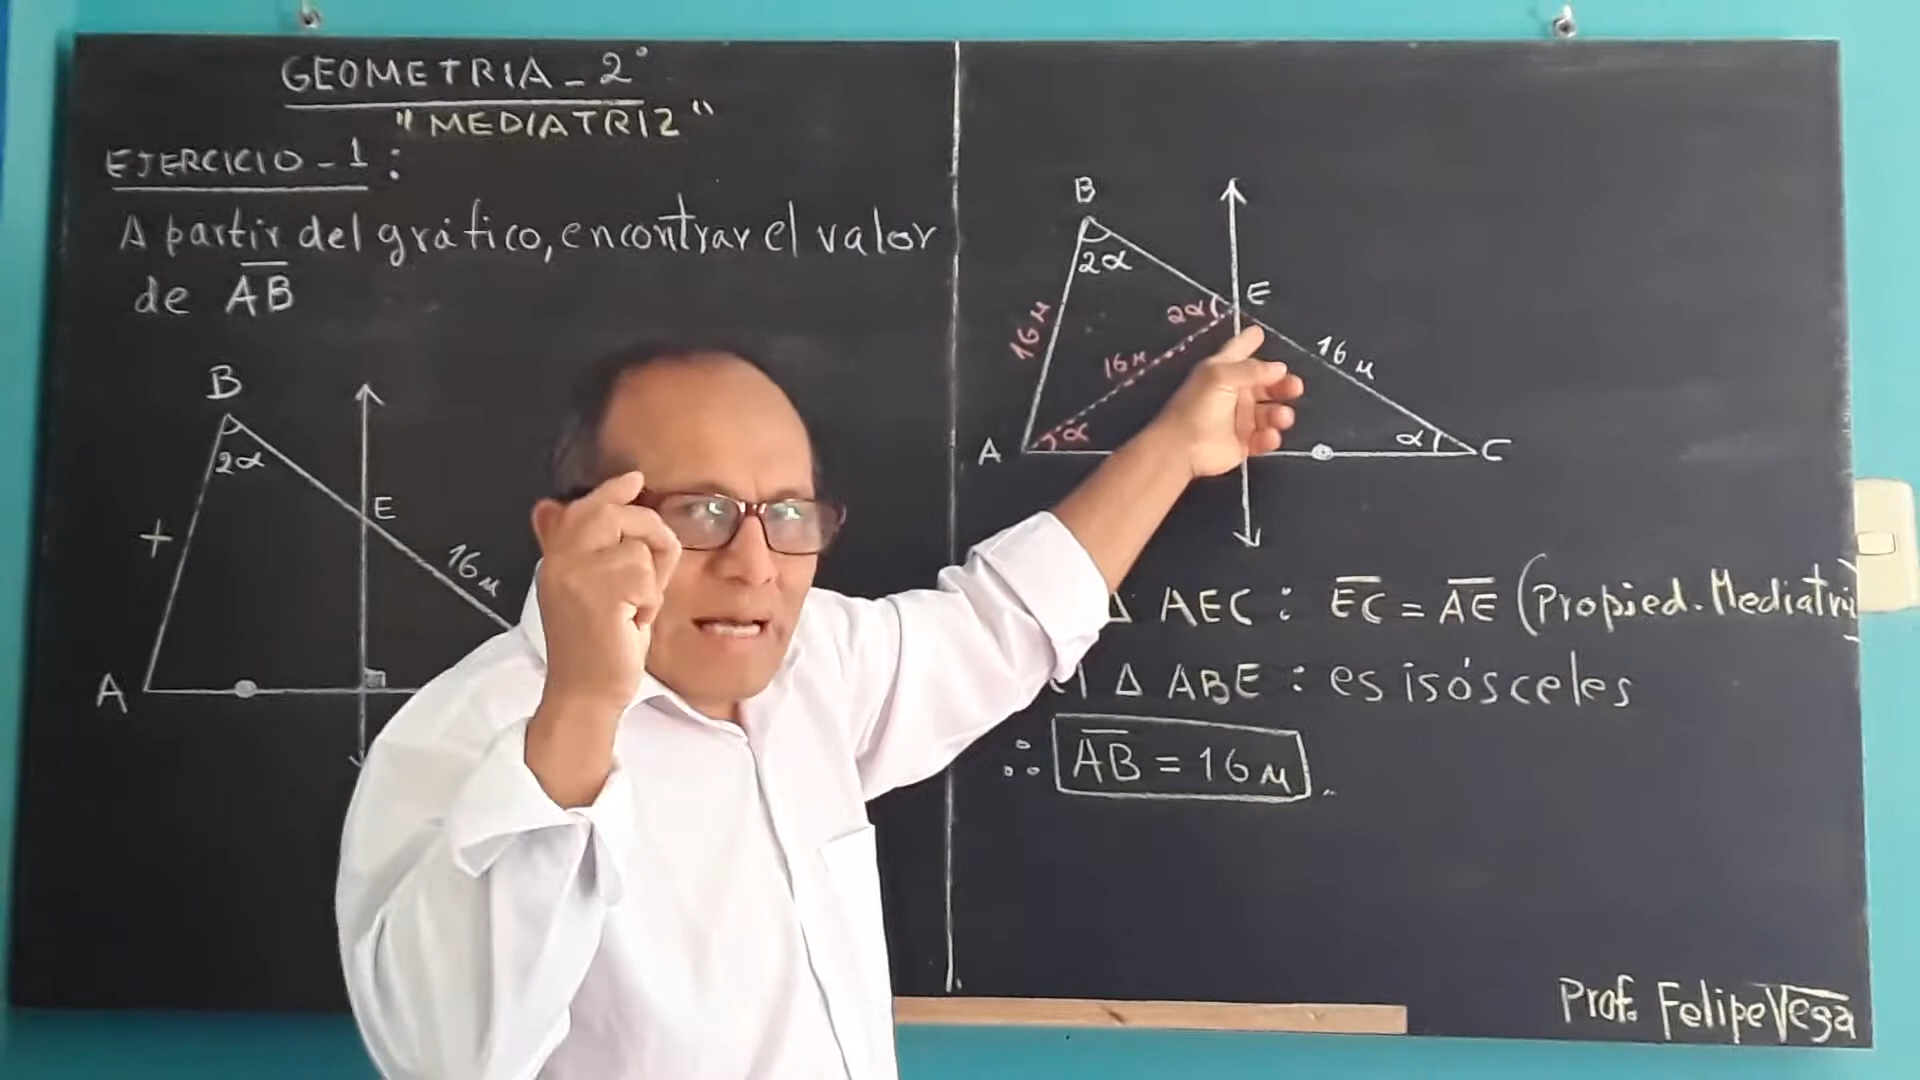 GEOMETRIA - 2°
"MEDIATRIZ"
EJERCICIO - 1 :
A partir del gráfico, encontrar el valor
de AB
B
2α
+
E
16 μ
A
B
2α
E
2α
16 μ
16 μ
16 μ
A
α
α
C
Δ AEC : EC = AE (Propied. Mediatri
Δ ABE : es isósceles
∴ AB = 16 μ .
Prof. Felipe Vega